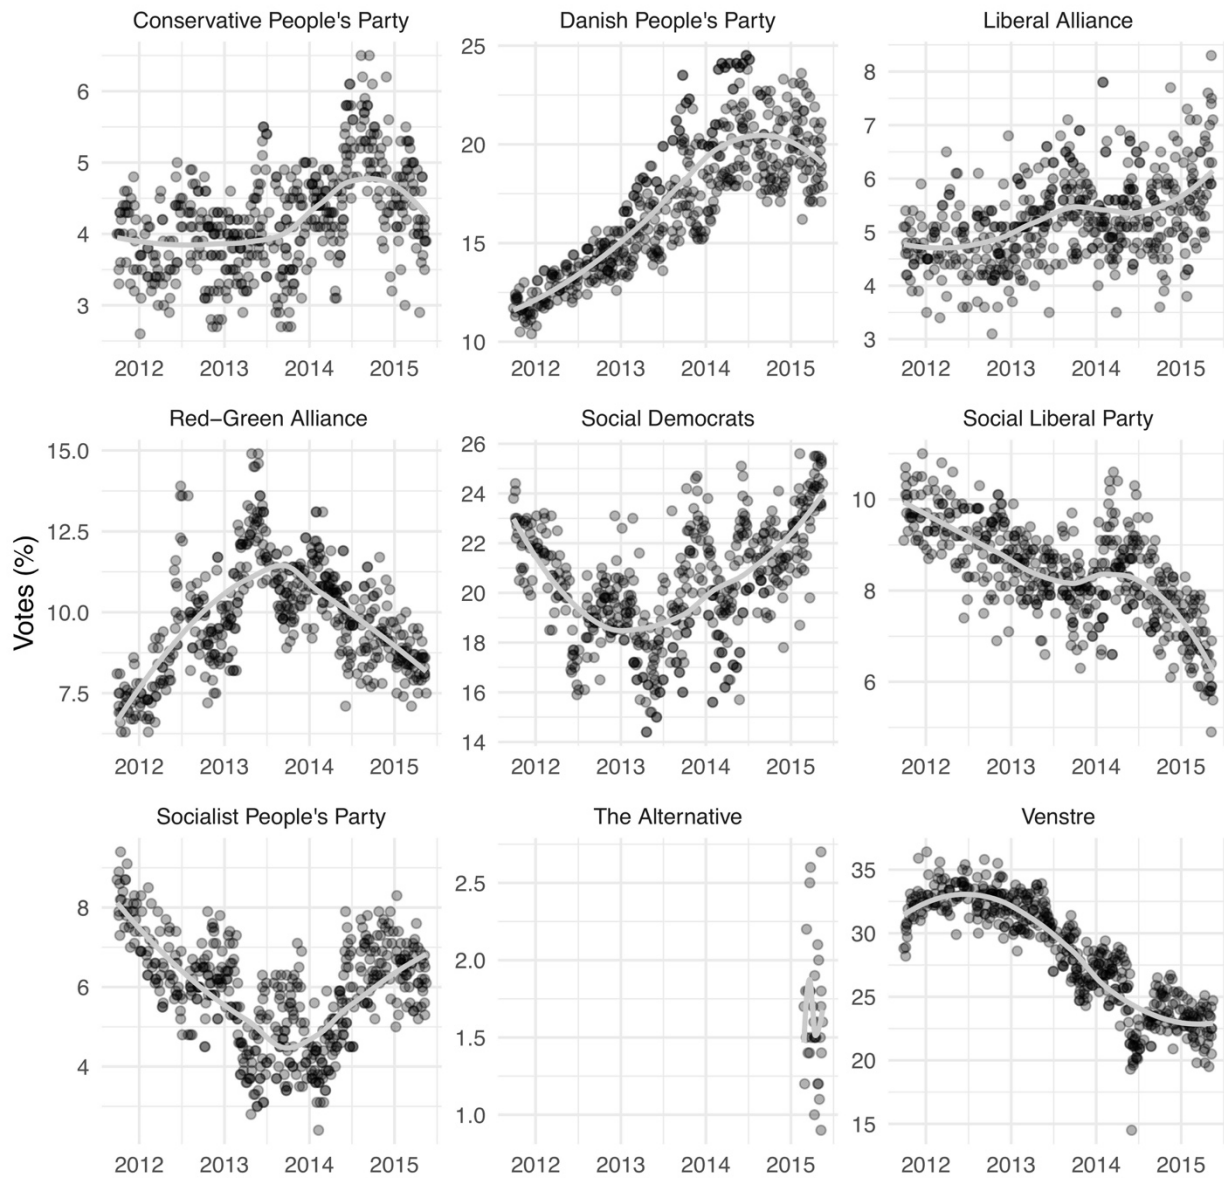 Conservative People's Party
Danish People's Party
Liberal Alliance
6
5
4
3
25
20
15
10
8
7
6
5
4
3
2012 2013 2014 2015
2012 2013 2014 2015
2012 2013 2014 2015
Red–Green Alliance
Social Democrats
Social Liberal Party
Votes (%)
15.0
12.5
10.0
7.5
26
24
22
20
18
16
14
10
8
6
2012 2013 2014 2015
2012 2013 2014 2015
2012 2013 2014 2015
Socialist People's Party
The Alternative
Venstre
8
6
4
2.5
2.0
1.5
1.0
35
30
25
20
15
2012 2013 2014 2015
2012 2013 2014 2015
2012 2013 2014 2015